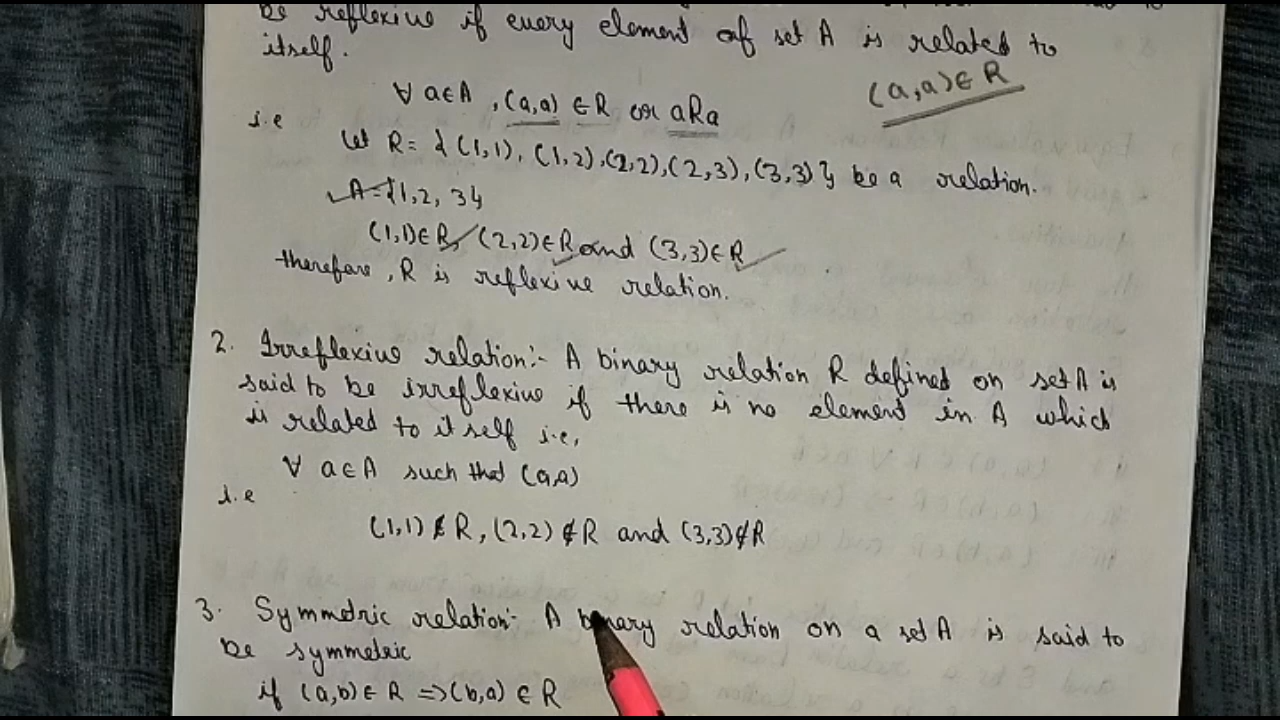 be reflexive if every element of set A is related to
itself.
(a,a) ∈ R
∀ a∈A , (a,a) ∈R or aRa
i.e
let R= { (1,1), (1,2), (2,2), (2,3), (3,3) } be a relation.
A={1,2, 3}
(1,1)∈R, (2,2)∈R and (3,3)∈R
therefore, R is reflexive relation.
2. Irreflexive relation:- A binary relation R defined on set A is
said to be irreflexive if there is no element in A which
is related to itself i.e,
∀ a∈A such that (a,a)
i.e
(1,1) ∉ R, (2,2) ∉ R and (3,3)∉R
3. Symmetric relation:- A binary relation on a set A is said to
be symmetric
if (a,b) ∈ R ⇒ (b,a) ∈ R